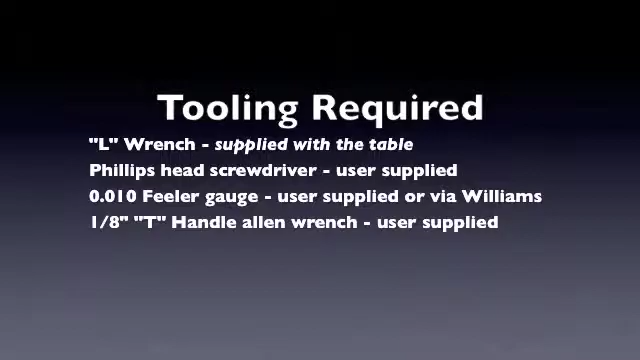 Tooling Required
"L" Wrench - supplied with the table
Phillips head screwdriver - user supplied
0.010 Feeler gauge - user supplied or via Williams
1/8" "T" Handle allen wrench - user supplied